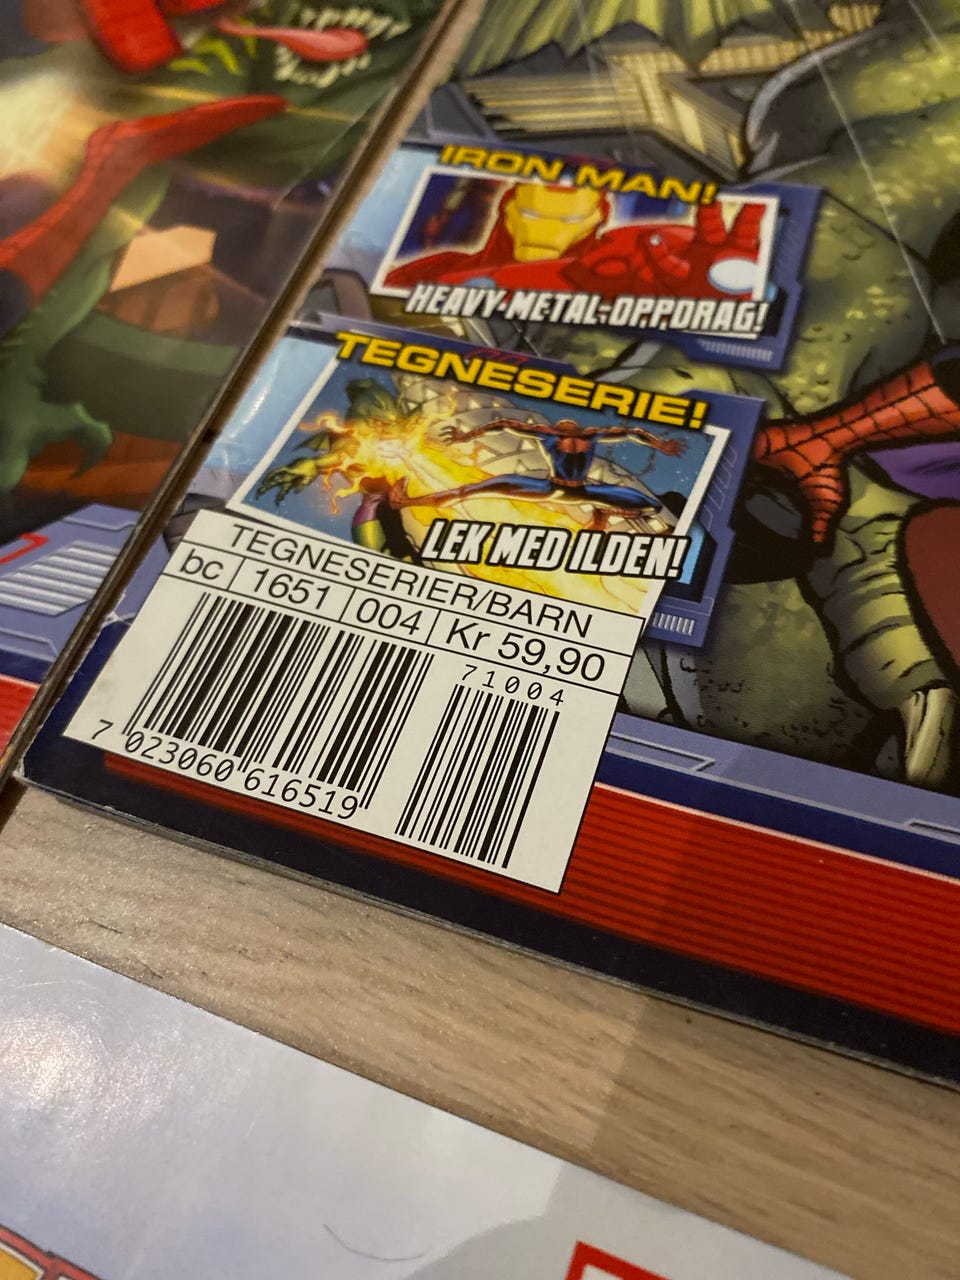 IRON MAN!
HEAVY-METAL-OPPDRAG!
TEGNESERIE!
LEK MED ILDEN!
TEGNESERIER/BARN
bc 1651 004 Kr 59,90
71004
7 023060 616519